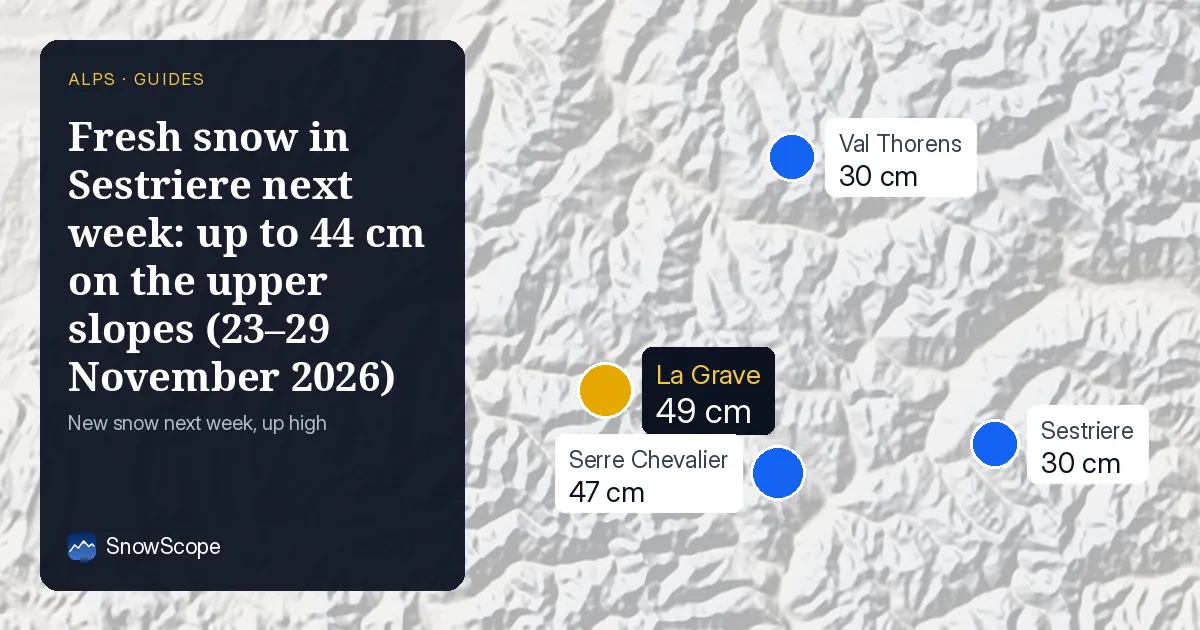 ALPS · GUIDES
Fresh snow in
Sestriere next
week: up to 44 cm
on the upper
slopes (23–29
November 2026)
New snow next week, up high
SnowScope
Val Thorens
30 cm
La Grave
49 cm
Serre Chevalier
47 cm
Sestriere
30 cm